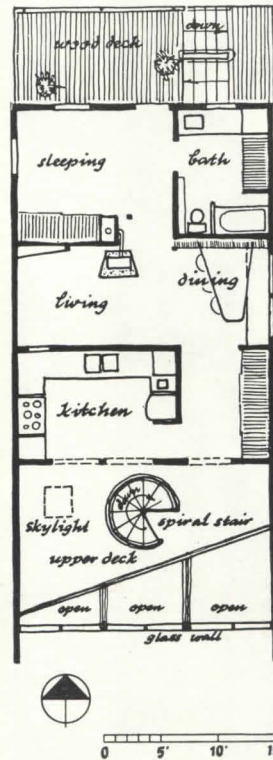 down
wood deck
sleeping
bath
living
dining
kitchen
down
skylight
spiral stair
upper deck
open
open
open
glass wall
0 5' 10'